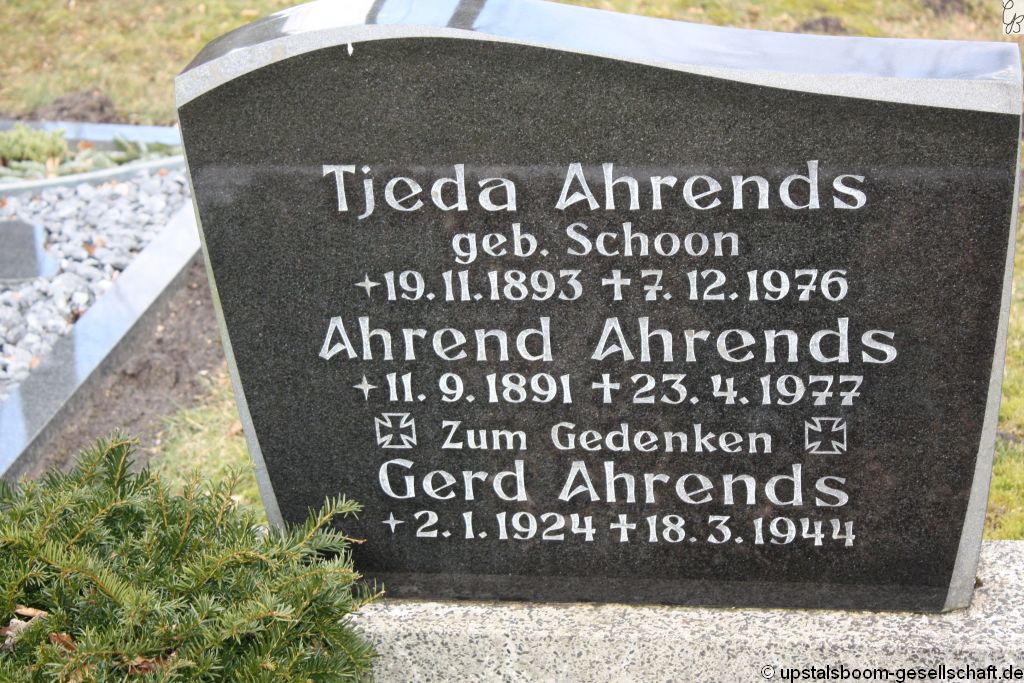 Tjeda Ahrends
geb. Schoon
19.11.1893 ✝ 7.12.1976
Ahrend Ahrends
11.9.1891 ✝ 23.4.1977
Zum Gedenken
Gerd Ahrends
2.1.1924 ✝ 18.3.1944
© upstalsboom-gesellschaft.de